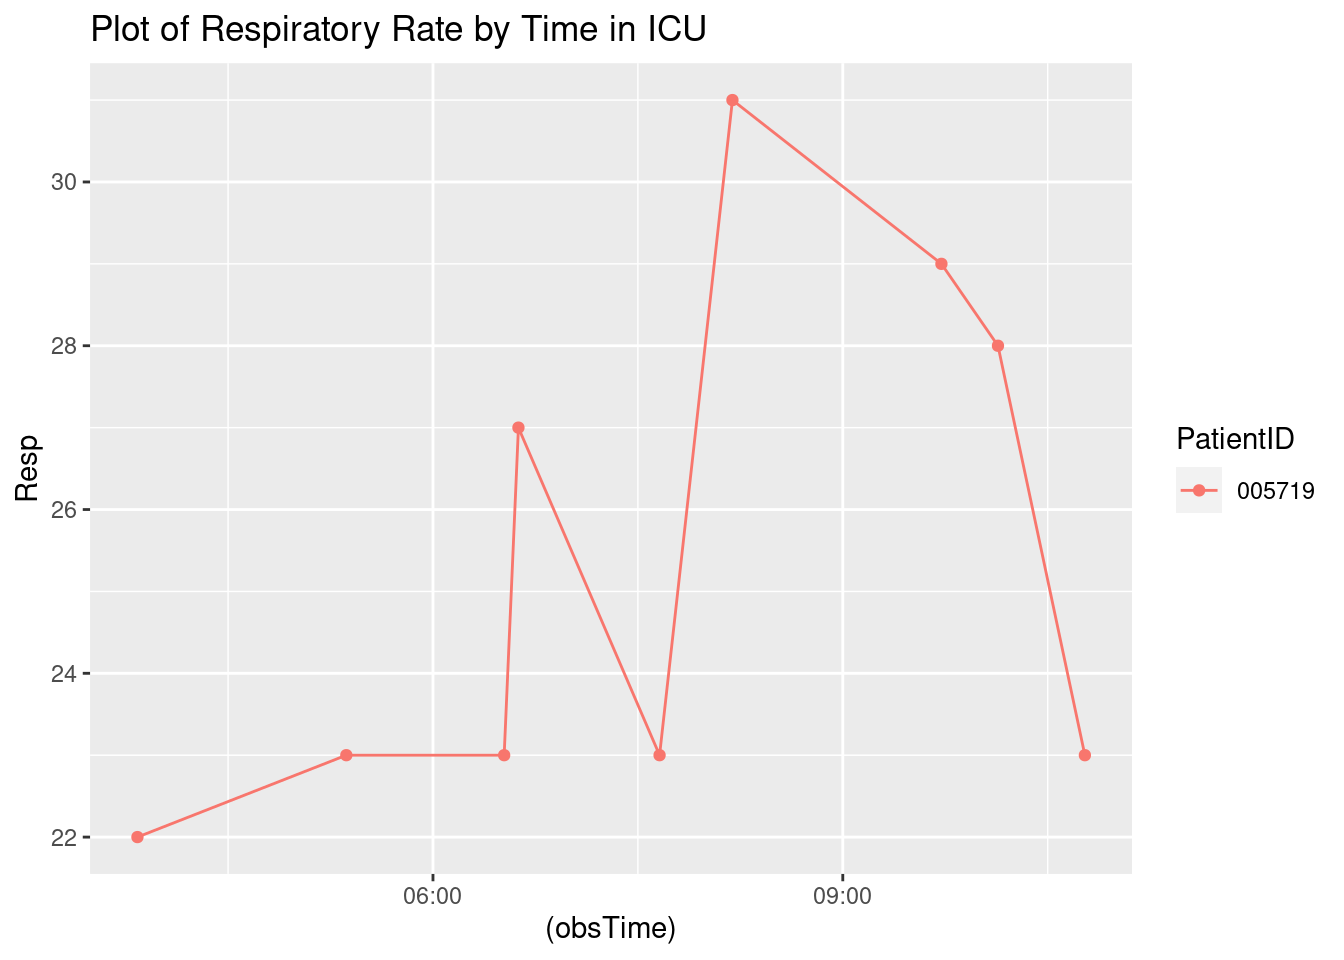 Plot of Respiratory Rate by Time in ICU
30
28
26
24
22
Resp
06:00
09:00
(obsTime)
PatientID
005719